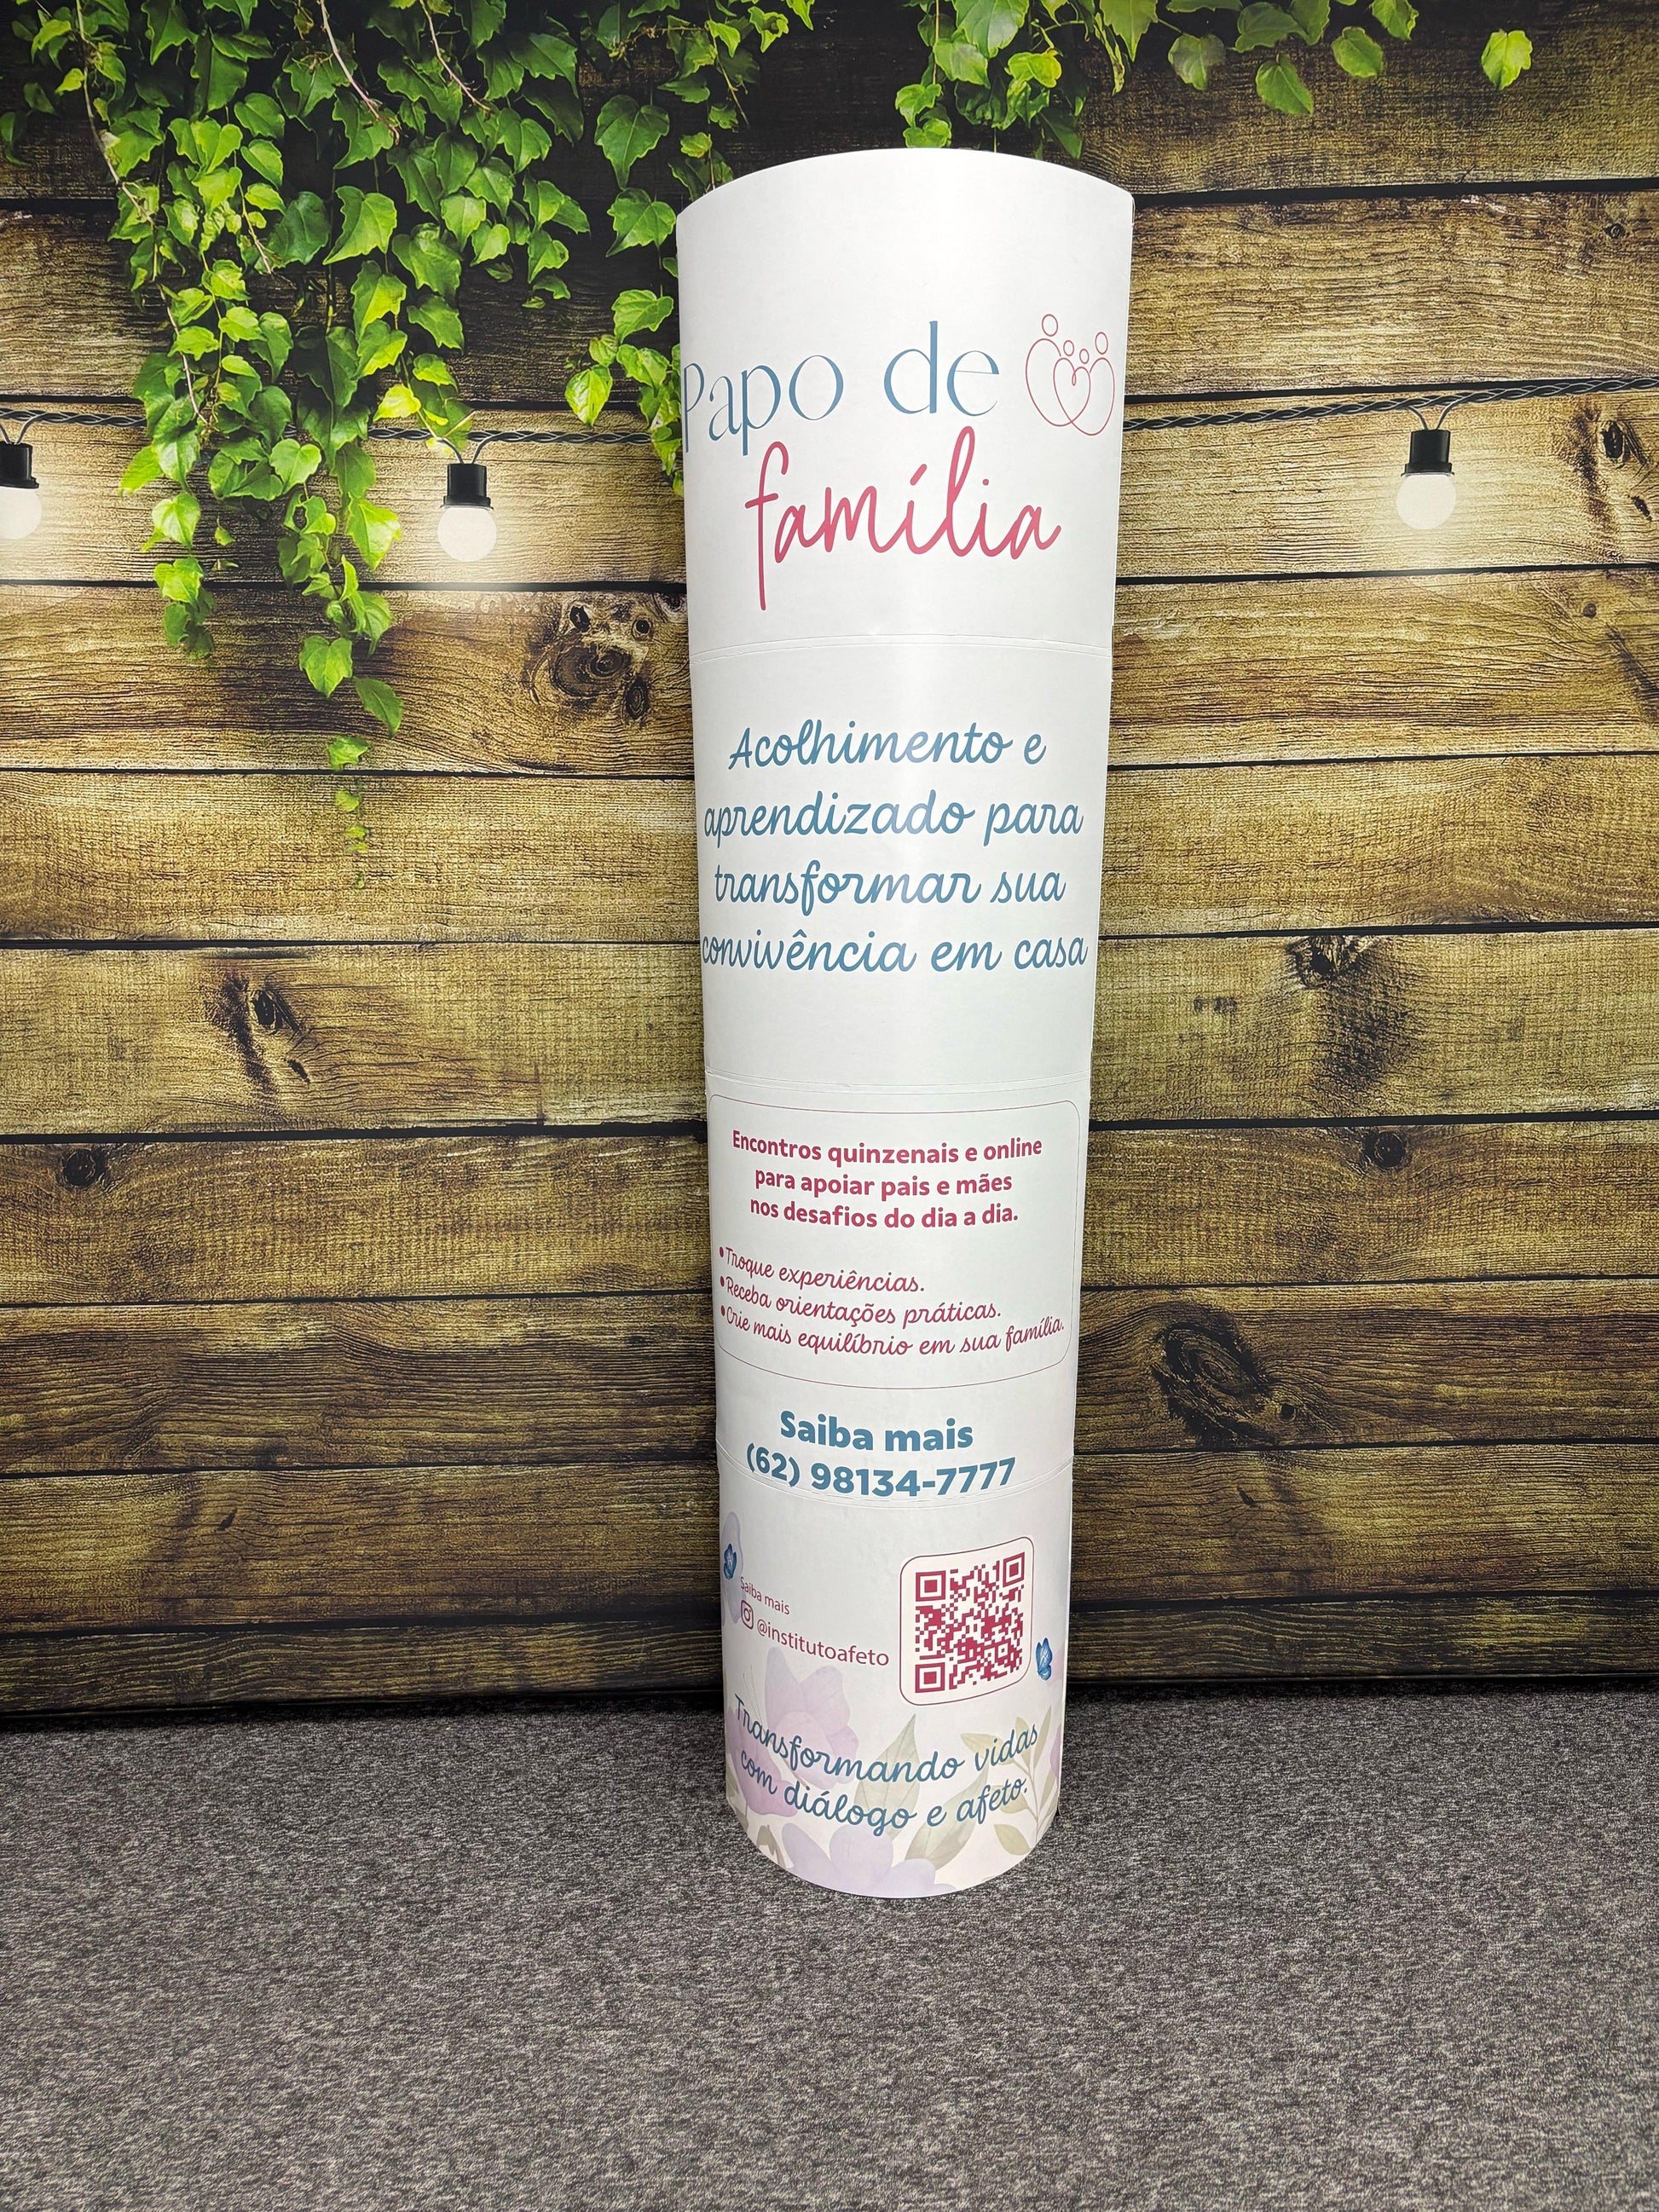 Papo de
família
Acolhimento e
aprendizado para
transformar sua
convivência em casa
Encontros quinzenais e online
para apoiar pais e mães
nos desafios do dia a dia.
•Troque experiências.
•Receba orientações práticas.
•Crie mais equilíbrio em sua família.
Saiba mais
(62) 98134-7777
Saiba mais
@institutoafeto
Transformando vidas
com diálogo e afeto.